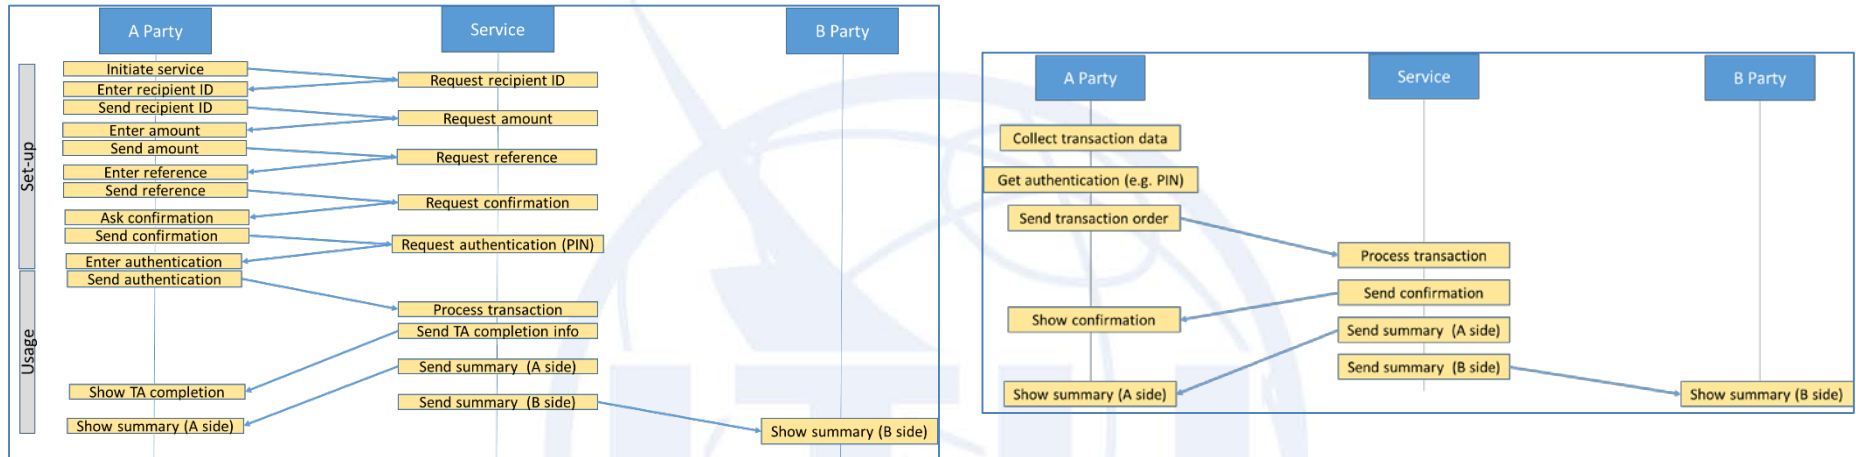 A Party
Service
B Party
Set-up
Initiate service
Request recipient ID
Enter recipient ID
Send recipient ID
Request amount
Enter amount
Send amount
Request reference
Enter reference
Send reference
Request confirmation
Ask confirmation
Send confirmation
Request authentication (PIN)
Enter authentication
Usage
Send authentication
Process transaction
Send TA completion info
Send summary (A side)
Show TA completion
Send summary (B side)
Show summary (A side)
Show summary (B side)
A Party
Service
B Party
Collect transaction data
Get authentication (e.g. PIN)
Send transaction order
Process transaction
Send confirmation
Show confirmation
Send summary (A side)
Send summary (B side)
Show summary (A side)
Show summary (B side)
ITU